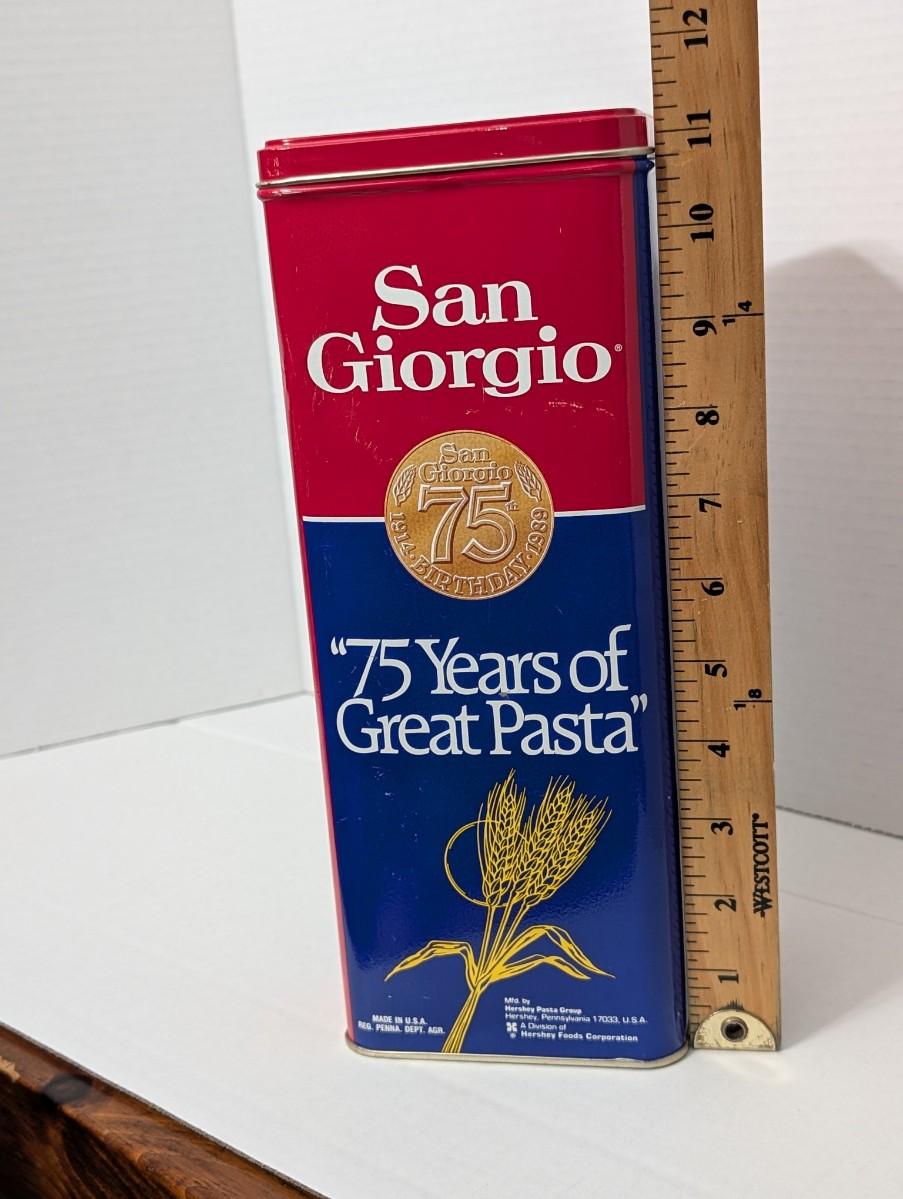 San
Giorgio®
San
Giorgio
75th
1914 · BIRTHDAY · 1989
“75 Years of
Great Pasta”
MADE IN U.S.A.
REG. PENNA. DEPT. AGR.
Mfd. by
Hershey Pasta Group
Hershey, Pennsylvania 17033, U.S.A.
A Division of
® Hershey Foods Corporation
12
11
10
9
1/4
8
7
6
5
1/8
4
3
2
1
WESTCOTT®